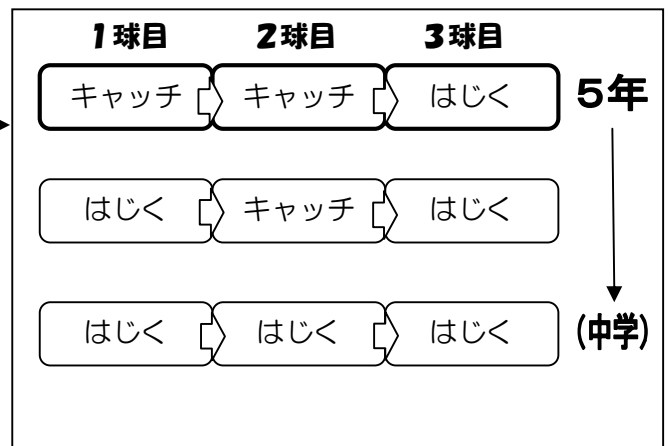 1球目 2球目 3球目
キャッチ キャッチ はじく 5年
はじく キャッチ はじく
はじく はじく はじく (中学)